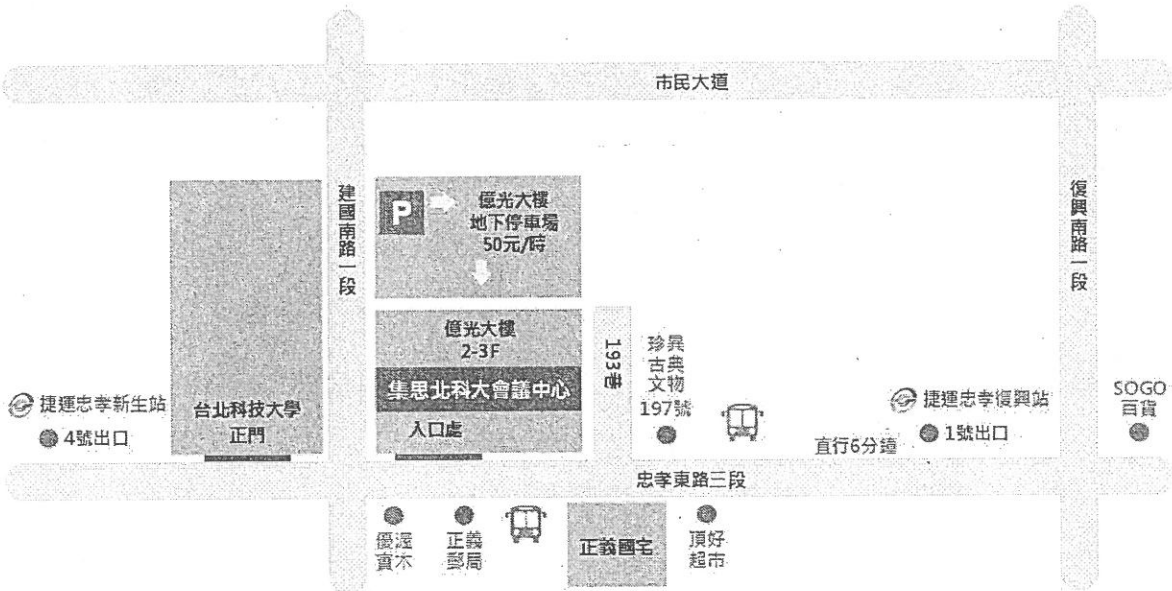 市民大道
建國南路一段
復興南路一段
P
億光大樓
地下停車場
50元/時
億光大樓
2-3F
集思北科大會議中心
入口處
193巷
珍異
古典
文物
197號
捷運忠孝新生站
4號出口
台北科技大學
正門
捷運忠孝復興站
1號出口
直行6分鐘
SOGO
百貨
忠孝東路三段
優渥
實木
正義
郵局
正義國宅
頂好
超市